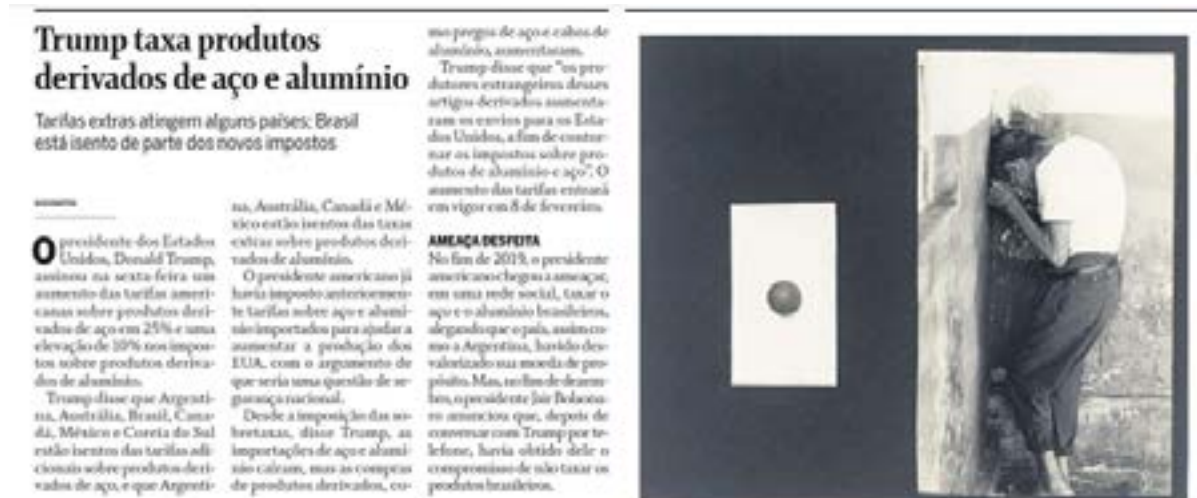 Trump taxa produtos
derivados de aço e alumínio
Tarifas extras atingem alguns países; Brasil
está isento de parte dos novos impostos
O presidente dos Estados
Unidos, Donald Trump,
assinou na sexta-feira um
aumento das tarifas ameri-
canas sobre produtos deri-
vados de aço em 25% e uma
elevação de 10% nos impos-
tos sobre produtos deriva-
dos de alumínio.
Trump disse que Argenti-
na, Austrália, Brasil, Cana-
dá, México e Coreia do Sul
estão isentos das tarifas adi-
cionais sobre produtos deri-
vados de aço, e que Argenti-
na, Austrália, Canadá e Mé-
xico estão isentos das taxas
extras sobre produtos deri-
vados de alumínio.
O presidente americano já
havia imposto anteriormen-
te tarifas sobre aço e alumí-
nio importados para ajudar a
aumentar a produção dos
EUA, com o argumento de
que seria uma questão de se-
gurança nacional.
Desde a imposição das so-
bretaxas, disse Trump, as
importações de aço e alumí-
nio caíram, mas as compras
de produtos derivados, co-
mo pregos de aço e cabos de
alumínio, aumentaram.
Trump disse que "os pro-
dutores estrangeiros desses
artigos derivados aumenta-
ram os envios para os Esta-
dos Unidos, a fim de contor-
nar os impostos sobre pro-
dutos de alumínio e aço". O
aumento das tarifas entrará
em vigor em 8 de fevereiro.
AMEAÇA DESFEITA
No fim de 2019, o presidente
americano chegou a ameaçar,
em uma rede social, taxar o
aço e o alumínio brasileiros,
alegando que o país, assim co-
mo a Argentina, havido des-
valorizado sua moeda de pro-
pósito. Mas, no fim de dezem-
bro, o presidente Jair Bolsona-
ro anunciou que, depois de
conversar com Trump por te-
lefone, havia obtido dele o
compromisso de não taxar os
produtos brasileiros.